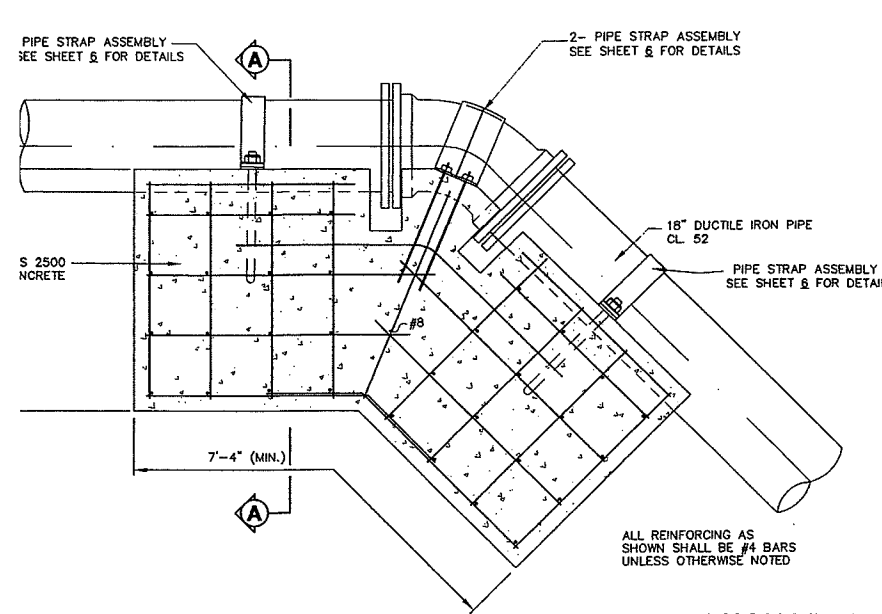 PIPE STRAP ASSEMBLY
SEE SHEET 6 FOR DETAILS
A
2- PIPE STRAP ASSEMBLY
SEE SHEET 6 FOR DETAILS
18" DUCTILE IRON PIPE
CL. 52
S 2500
NCRETE
PIPE STRAP ASSEMBLY
SEE SHEET 6 FOR DETAI
#8
7'-4" (MIN.)
A
ALL REINFORCING AS
SHOWN SHALL BE #4 BARS
UNLESS OTHERWISE NOTED